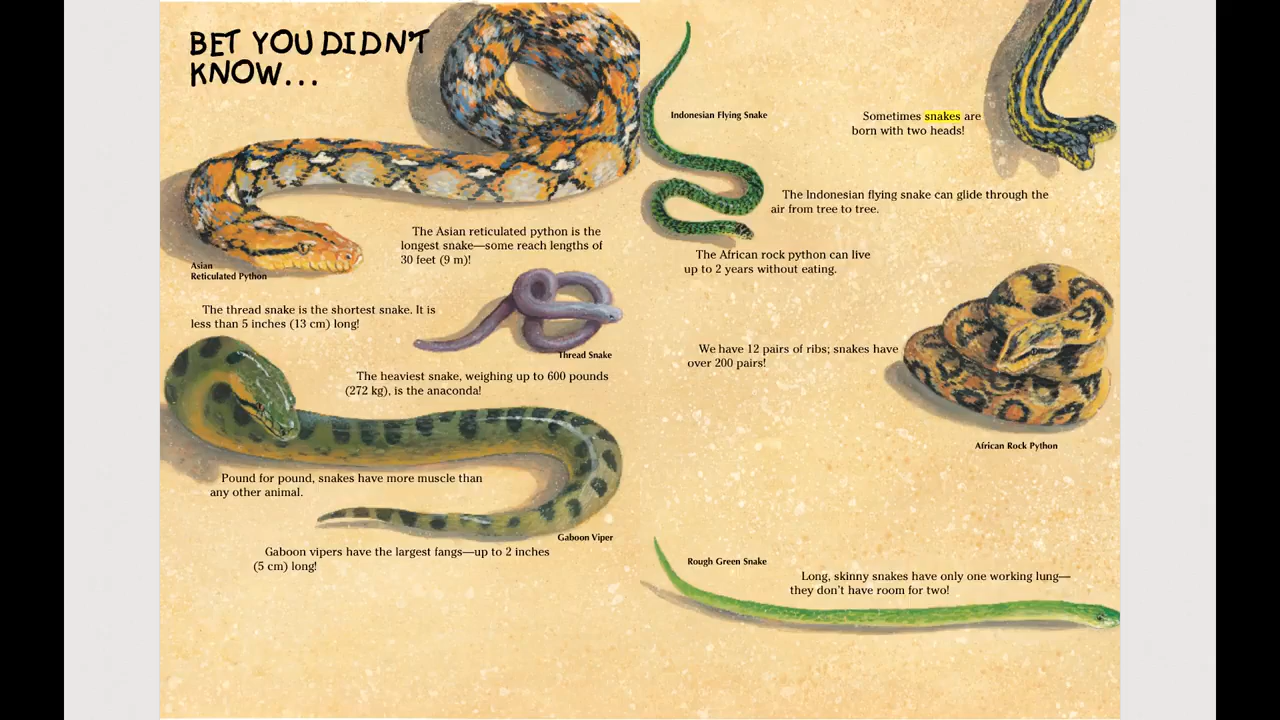 BET YOU DIDN'T
KNOW...
The Asian reticulated python is the
longest snake—some reach lengths of
30 feet (9 m)!
Asian
Reticulated Python
The thread snake is the shortest snake. It is
less than 5 inches (13 cm) long!
Thread Snake
The heaviest snake, weighing up to 600 pounds
(272 kg), is the anaconda!
Pound for pound, snakes have more muscle than
any other animal.
Gaboon Viper
Gaboon vipers have the largest fangs—up to 2 inches
(5 cm) long!
Indonesian Flying Snake
Sometimes snakes are
born with two heads!
The Indonesian flying snake can glide through the
air from tree to tree.
The African rock python can live
up to 2 years without eating.
We have 12 pairs of ribs; snakes have
over 200 pairs!
African Rock Python
Rough Green Snake
Long, skinny snakes have only one working lung—
they don't have room for two!